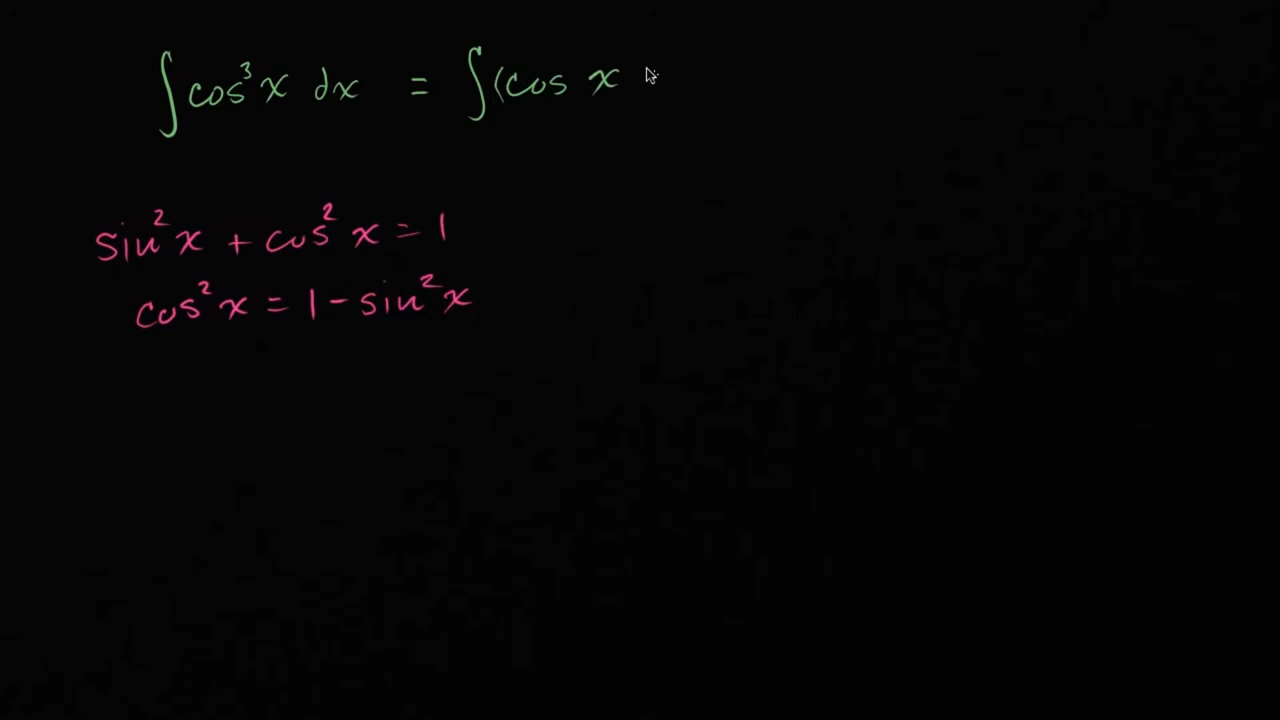 ∫cos³x dx = ∫(cos x
sin²x + cos²x = 1
cos²x = 1 - sin²x